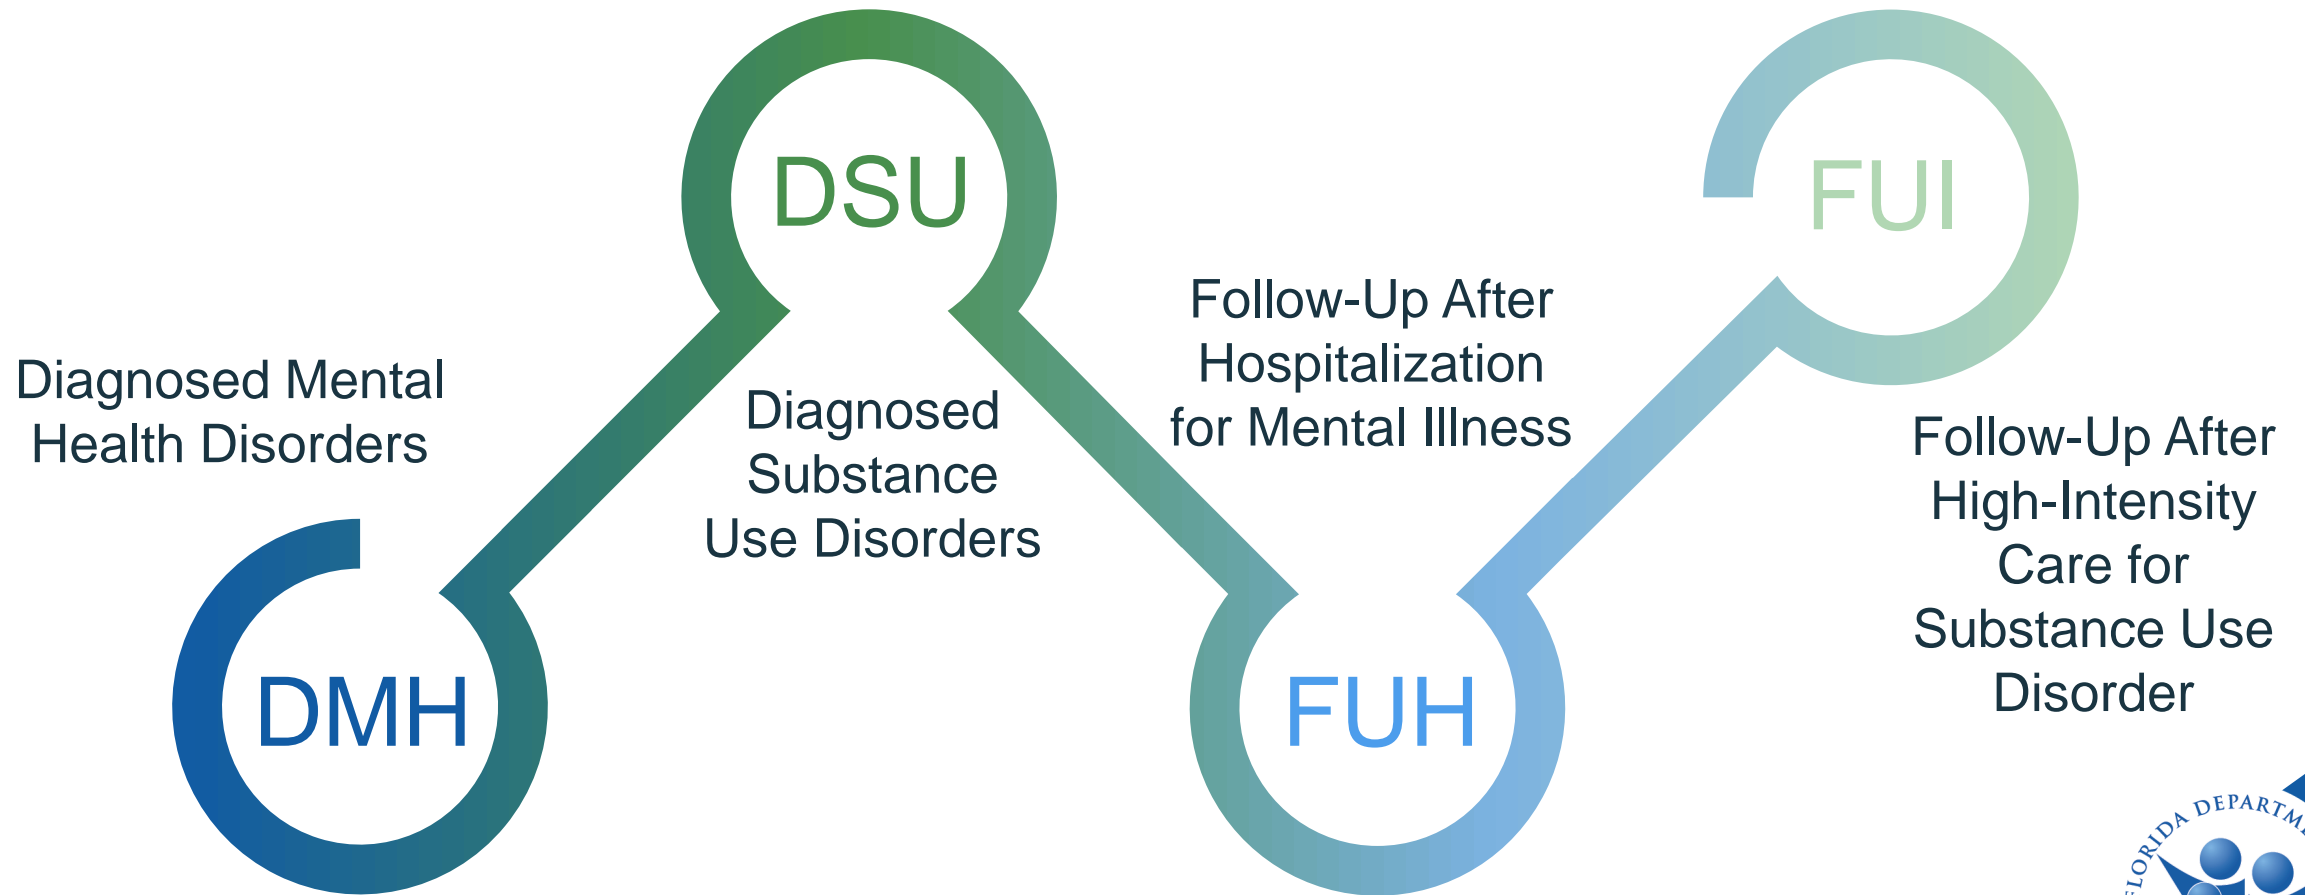 DSU
FUI
Diagnosed Mental
Health Disorders
Diagnosed
Substance
Use Disorders
Follow-Up After
Hospitalization
for Mental Illness
Follow-Up After
High-Intensity
Care for
Substance Use
Disorder
DMH
FUH
FLORIDA